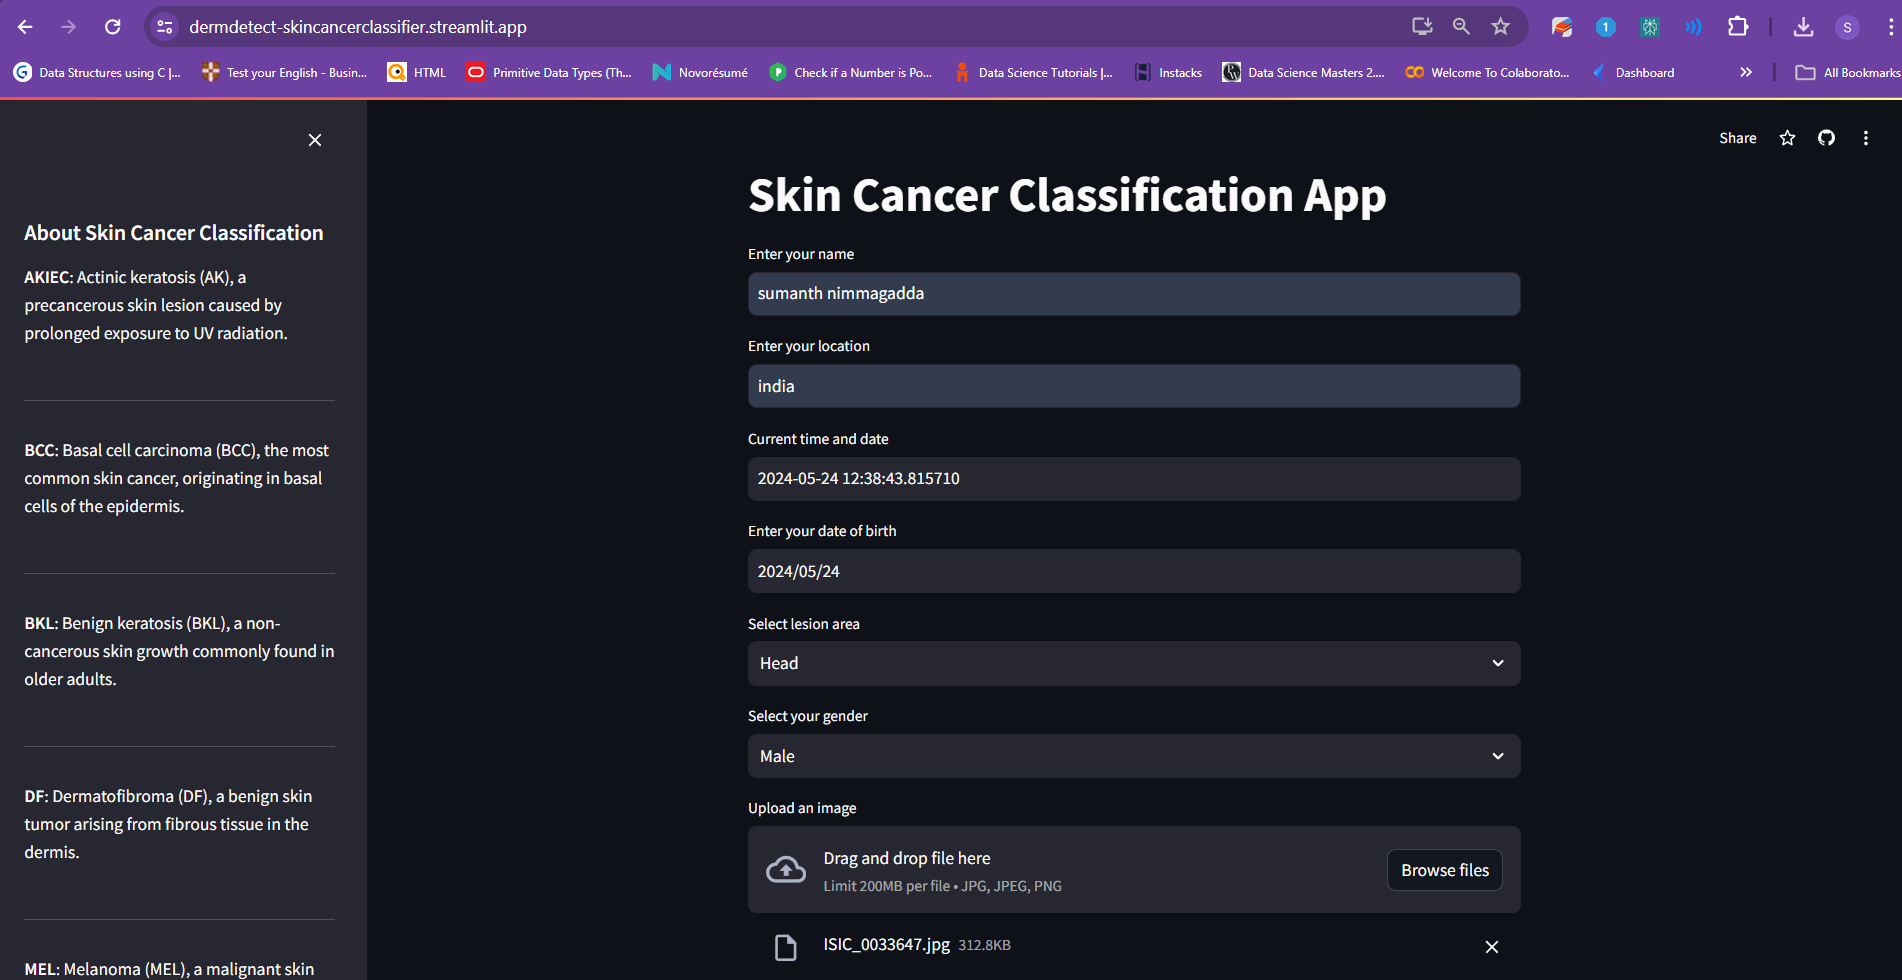 dermdetect-skincancerclassifier.streamlit.app
1
S
Data Structures using C |...
Test your English - Busin...
HTML
Primitive Data Types (Th...
Novorésumé
Check if a Number is Po...
Data Science Tutorials |...
Instacks
Data Science Masters 2....
Welcome To Colaborato...
Dashboard
All Bookmarks
Share
About Skin Cancer Classification
AKIEC: Actinic keratosis (AK), a
precancerous skin lesion caused by
prolonged exposure to UV radiation.
BCC: Basal cell carcinoma (BCC), the most
common skin cancer, originating in basal
cells of the epidermis.
BKL: Benign keratosis (BKL), a non-
cancerous skin growth commonly found in
older adults.
DF: Dermatofibroma (DF), a benign skin
tumor arising from fibrous tissue in the
dermis.
MEL: Melanoma (MEL), a malignant skin
Skin Cancer Classification App
Enter your name
sumanth nimmagadda
Enter your location
india
Current time and date
2024-05-24 12:38:43.815710
Enter your date of birth
2024/05/24
Select lesion area
Head
Select your gender
Male
Upload an image
Drag and drop file here
Limit 200MB per file • JPG, JPEG, PNG
Browse files
ISIC_0033647.jpg 312.8KB